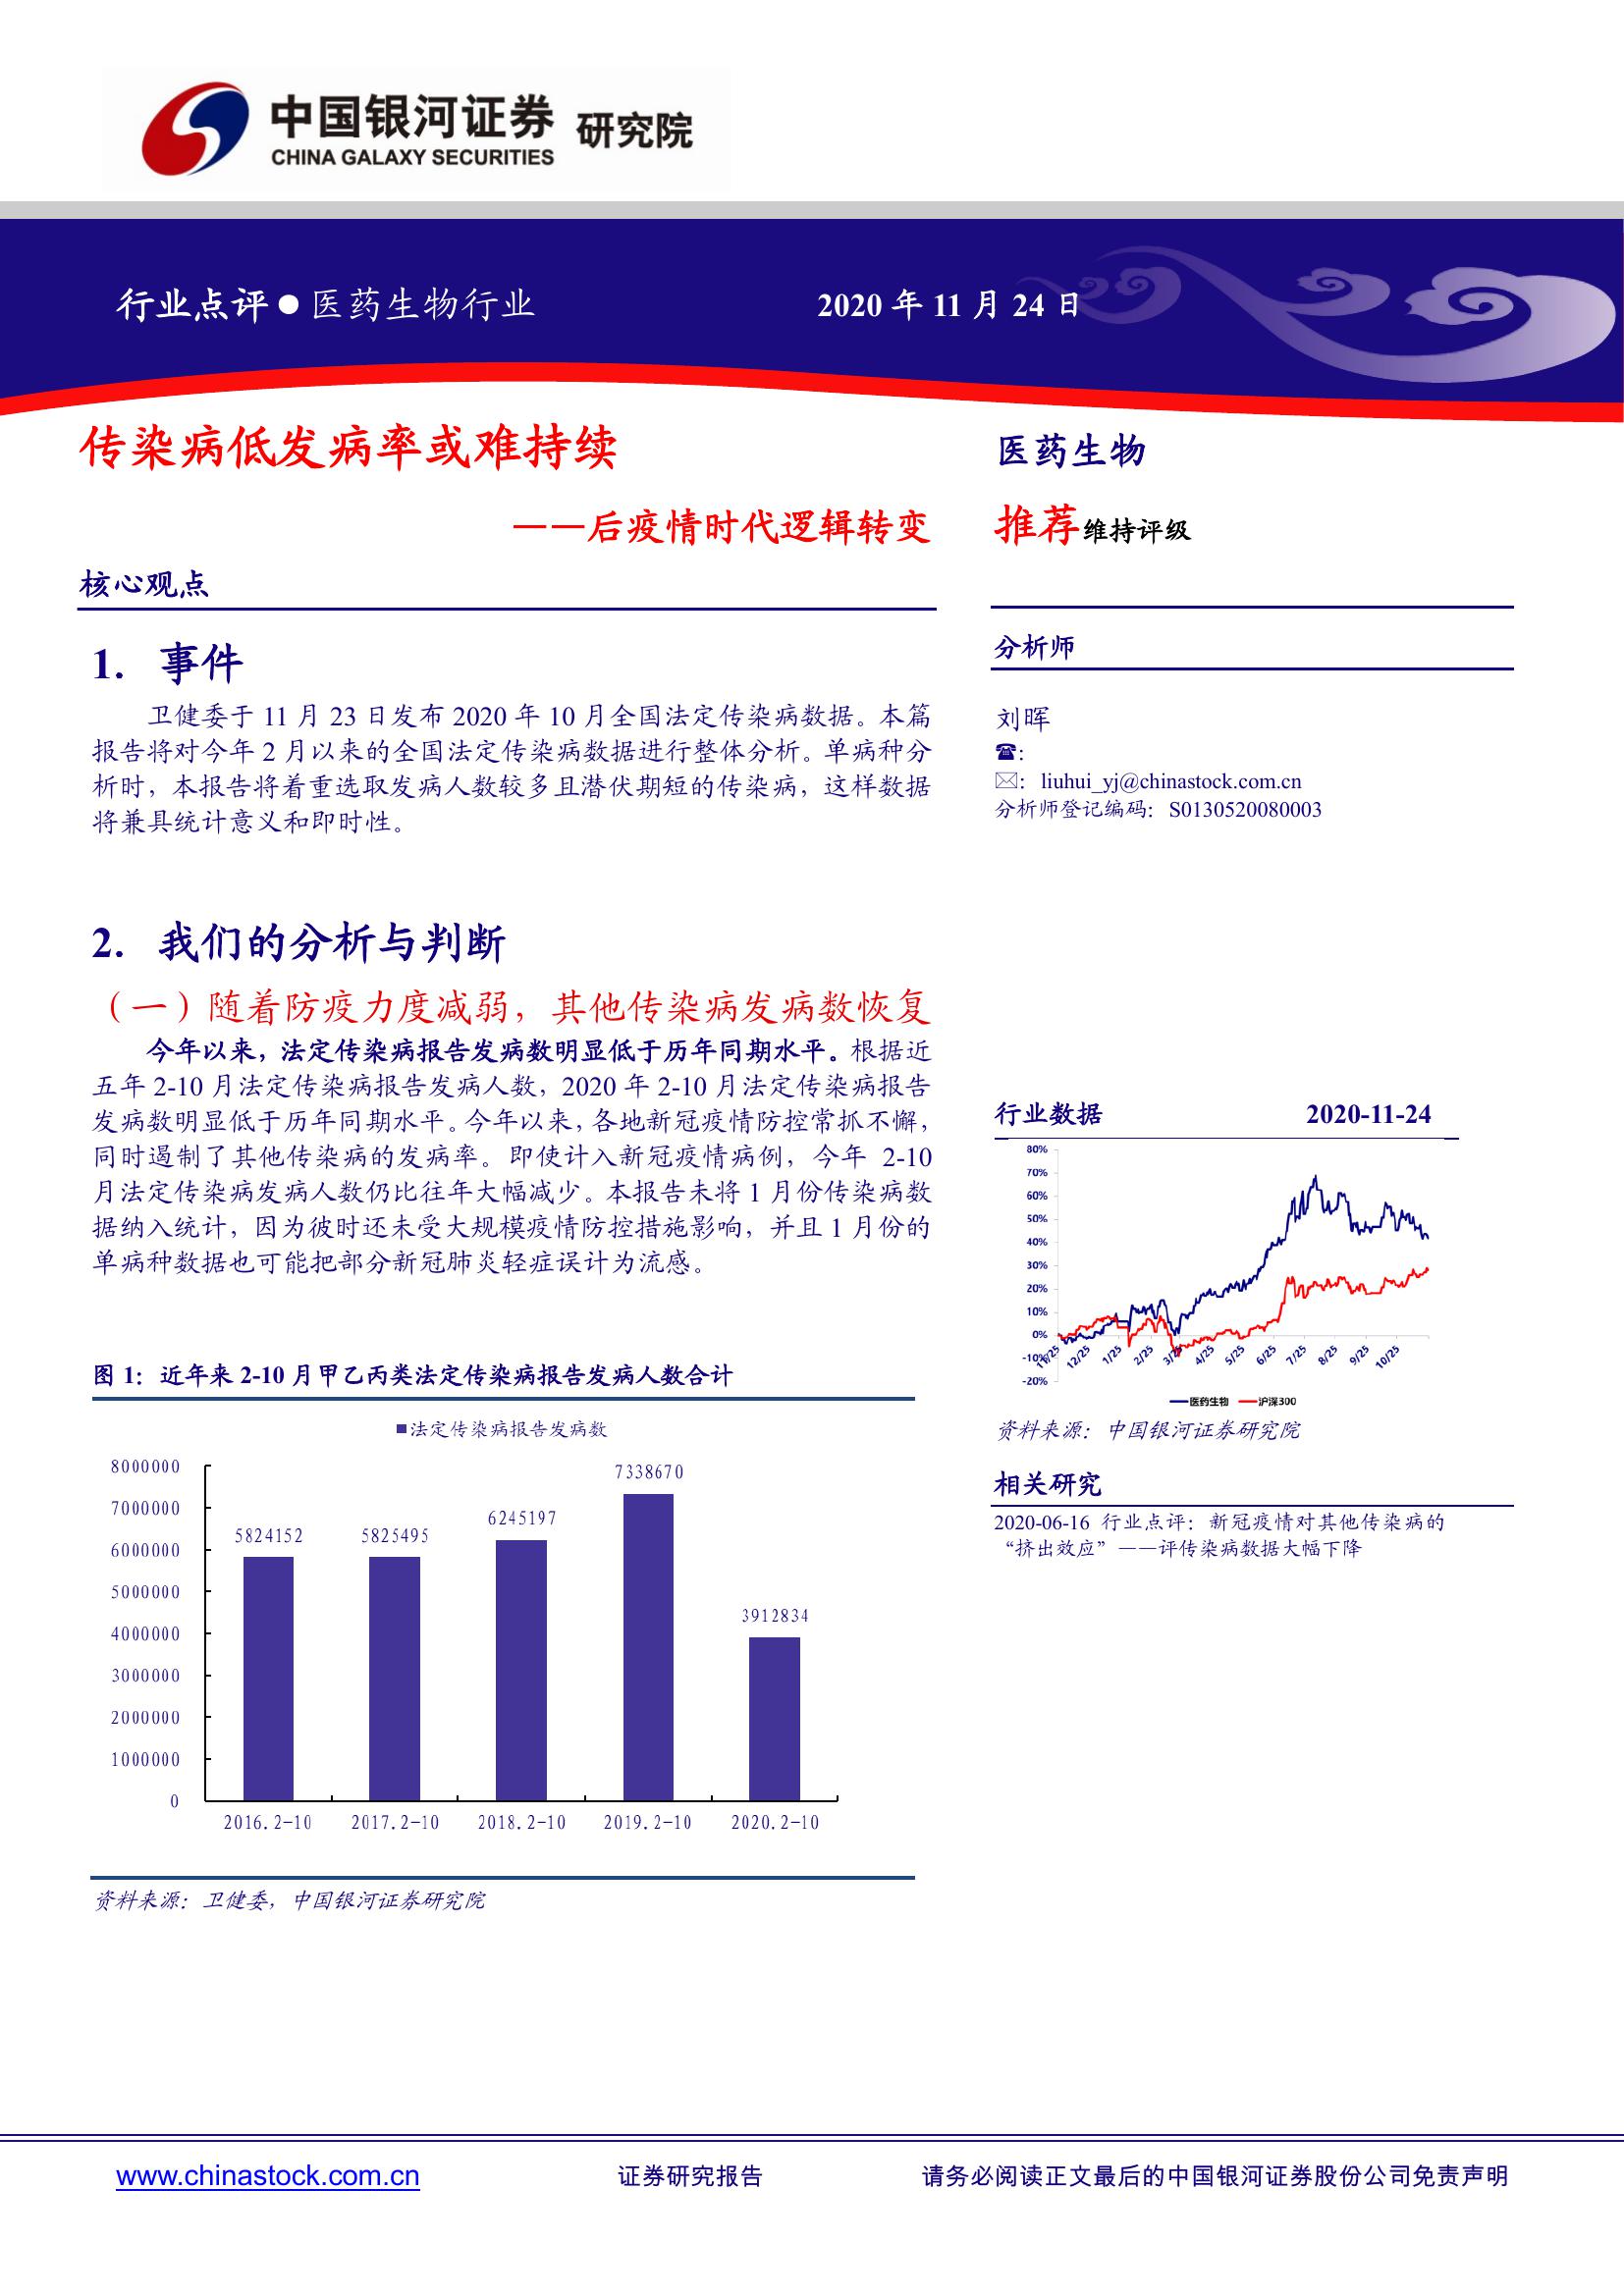 中国银河证券 研究院
CHINA GALAXY SECURITIES
行业点评●医药生物行业
2020 年 11 月 24 日
传染病低发病率或难持续
——后疫情时代逻辑转变
核心观点
1. 事件
卫健委于 11 月 23 日发布 2020 年 10 月全国法定传染病数据。本篇
报告将对今年 2 月以来的全国法定传染病数据进行整体分析。单病种分
析时，本报告将着重选取发病人数较多且潜伏期短的传染病，这样数据
将兼具统计意义和即时性。
2. 我们的分析与判断
（一）随着防疫力度减弱，其他传染病发病数恢复
今年以来，法定传染病报告发病数明显低于历年同期水平。根据近
五年 2-10 月法定传染病报告发病人数，2020 年 2-10 月法定传染病报告
发病数明显低于历年同期水平。今年以来，各地新冠疫情防控常抓不懈，
同时遏制了其他传染病的发病率。即使计入新冠疫情病例，今年 2-10
月法定传染病发病人数仍比往年大幅减少。本报告未将 1 月份传染病数
据纳入统计，因为彼时还未受大规模疫情防控措施影响，并且 1 月份的
单病种数据也可能把部分新冠肺炎轻症误计为流感。
图 1：近年来 2-10 月甲乙丙类法定传染病报告发病人数合计
法定传染病报告发病数
8000000
7000000
6000000
5000000
4000000
3000000
2000000
1000000
0
5824152
5825495
6245197
7338670
3912834
2016.2-10
2017.2-10
2018.2-10
2019.2-10
2020.2-10
资料来源：卫健委，中国银河证券研究院
医药生物
推荐维持评级
分析师
刘晖
☎：
✉：liuhui_yj@chinastock.com.cn
分析师登记编码：S0130520080003
行业数据 2020-11-24
80%
70%
60%
50%
40%
30%
20%
10%
0%
-10%
-20%
11/25
12/25
1/25
2/25
3/25
4/25
5/25
6/25
7/25
8/25
9/25
10/25
医药生物 沪深300
资料来源：中国银河证券研究院
相关研究
2020-06-16 行业点评：新冠疫情对其他传染病的
“挤出效应”——评传染病数据大幅下降
www.chinastock.com.cn
证券研究报告
请务必阅读正文最后的中国银河证券股份公司免责声明